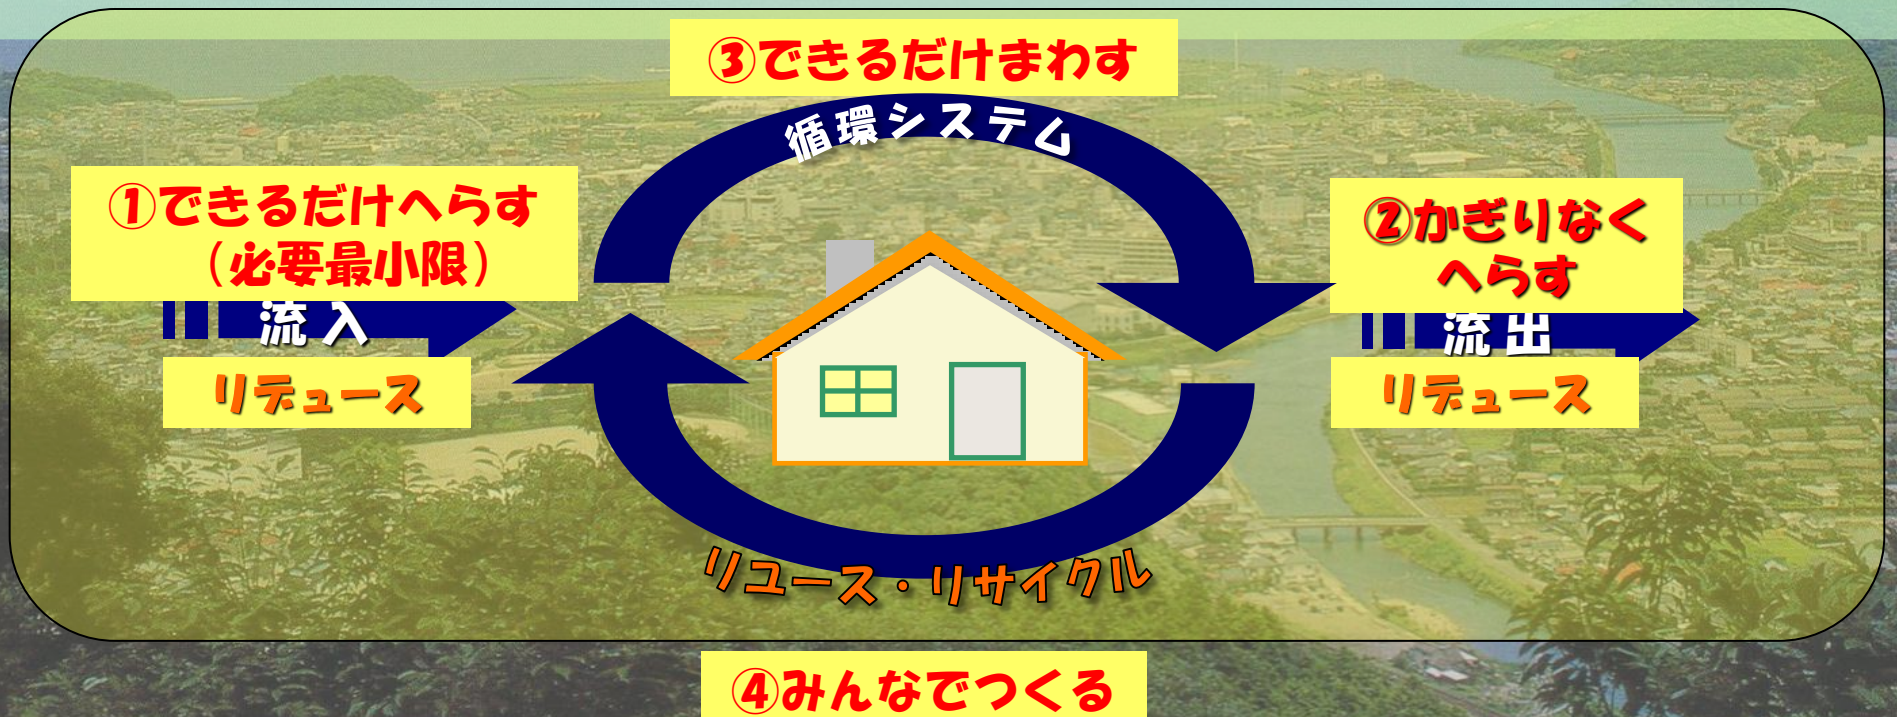 ③できるだけまわす
循環システム
①できるだけへらす
（必要最小限）
流入
リデュース
②かぎりなく
へらす
流出
リデュース
リユース・リサイクル
④みんなでつくる